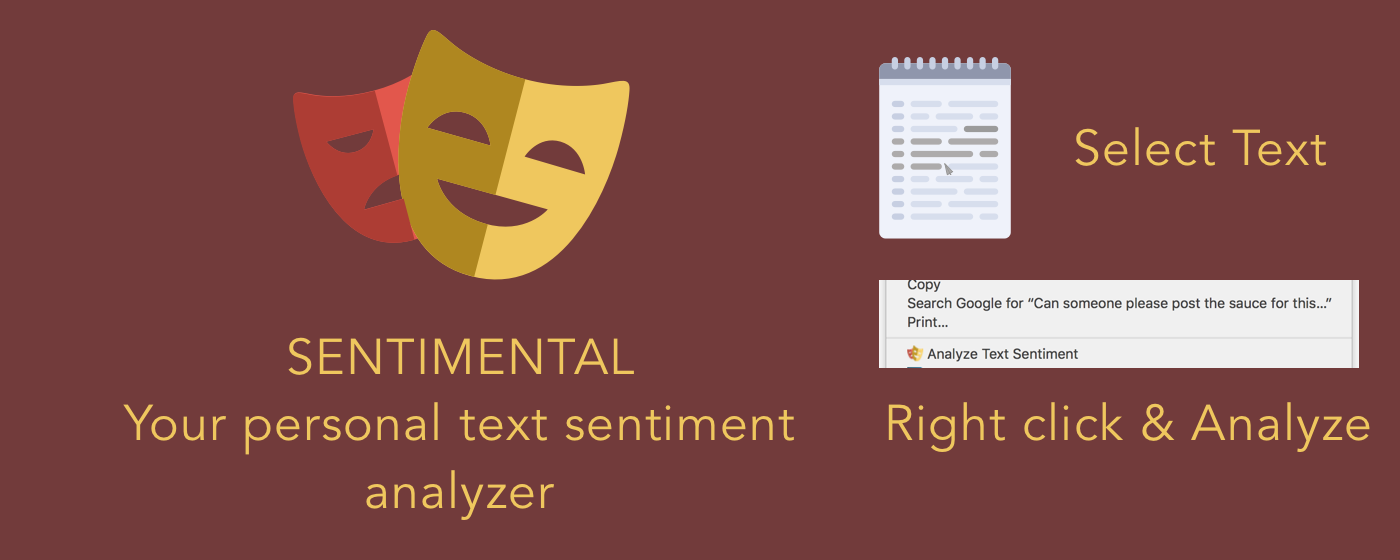 SENTIMENTAL
Your personal text sentiment
analyzer
Select Text
Copy
Search Google for “Can someone please post the sauce for this...”
Print...
Analyze Text Sentiment
Right click & Analyze